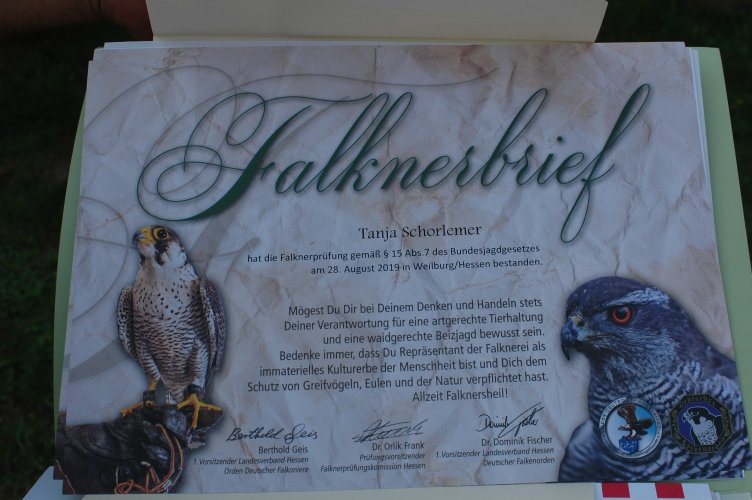 Falknerbrief
Tanja Schorlemer
hat die Falknerprüfung gemäß § 15 Abs.7 des Bundesjagdgesetzes
am 28. August 2019 in Weilburg/Hessen bestanden.
Mögest Du Dir bei Deinem Denken und Handeln stets
Deiner Verantwortung für eine artgerechte Tierhaltung
und eine waidgerechte Beizjagd bewusst sein.
Bedenke immer, dass Du Repräsentant der Falknerei als
immaterielles Kulturerbe der Menschheit bist und Dich dem
Schutz von Greifvögeln, Eulen und der Natur verpflichtet hast.
Allzeit Falknersheil!
Berthold Geis
Berthold Geis
1.Vorsitzender Landesverband Hessen
Orden Deutscher Falkoniere
Dr. Orlik Frank
Prüfungsvorsitzender
Falknerprüfungskomission Hessen
Dr. Dominik Fischer
1.Vorsitzender Landesverband Hessen
Deutscher Falkenorden